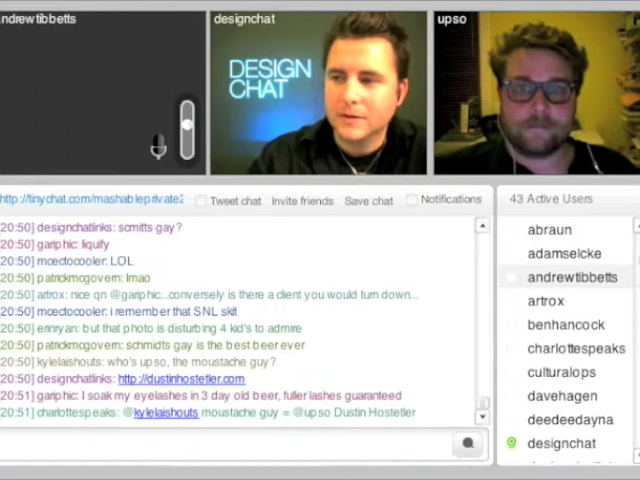 andrewtibbetts
designchat
upso
DESIGN
CHAT
http://tinychat.com/mashableprivate2
Tweet chat
Invite friends
Save chat
Notifications
43 Active Users
[20:50] designchatlinks: scmitts gay?
[20:50] gariphic: liquify
[20:50] mcectocooler: LOL
[20:50] patrickmcgovern: lmao
[20:50] artrox: nice qn @gariphic...conversely is there a client you would turn down...
[20:50] mcectocooler: i remember that SNL skit
[20:50] erinryan: but that photo is disturbing 4 kid's to admire
[20:50] patrickmcgovern: schmidts gay is the best beer ever
[20:50] kylelaishouts: who's upso, the moustache guy?
[20:50] designchatlinks: http://dustinhostetler.com
[20:51] gariphic: I soak my eyelashes in 3 day old beer, fuller lashes guaranteed
[20:51] charlottespeaks: @kylelaishouts moustache guy = @upso Dustin Hostetler
abraun
adamselcke
andrewtibbetts
artrox
benhancock
charlottespeaks
culturalops
davehagen
deedeedayna
designchat